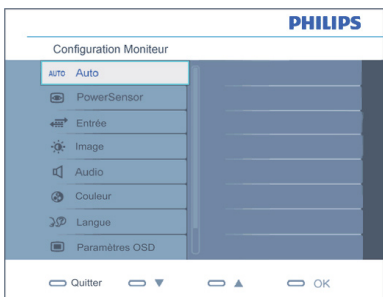 PHILIPS
Configuration Moniteur
AUTO Auto
PowerSensor
Entrée
Image
Audio
Couleur
Langue
Paramètres OSD
Quitter ▼ ▲ OK